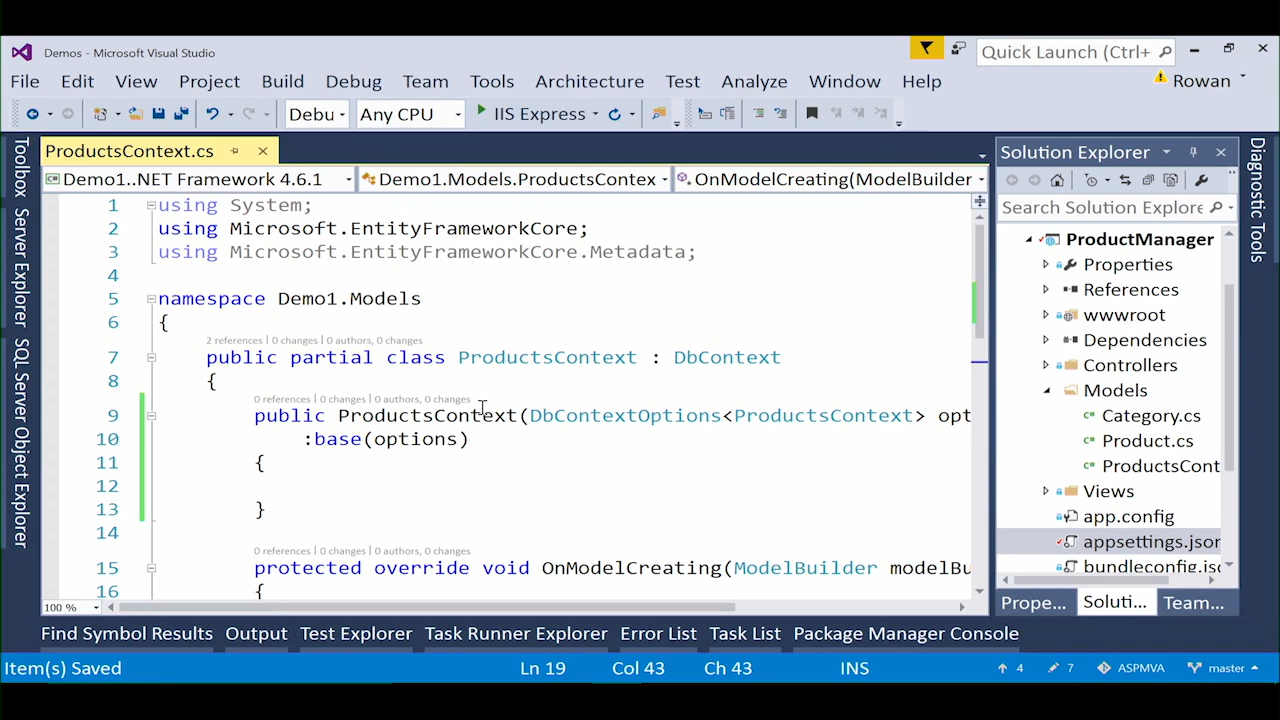 Demos - Microsoft Visual Studio
Quick Launch (Ctrl+
File Edit View Project Build Debug Team Tools Architecture Test Analyze Window Help
Rowan
Debu Any CPU IIS Express
Toolbox
Server Explorer
SQL Server Object Explorer
ProductsContext.cs
Demo1..NET Framework 4.6.1
Demo1.Models.ProductsContex
OnModelCreating(ModelBuilder
1 using System;
2 using Microsoft.EntityFrameworkCore;
3 using Microsoft.EntityFrameworkCore.Metadata;
4
5 namespace Demo1.Models
6 {
2 references | 0 changes | 0 authors, 0 changes
7 public partial class ProductsContext : DbContext
8 {
0 references | 0 changes | 0 authors, 0 changes
9 public ProductsContext(DbContextOptions<ProductsContext> opt
10 :base(options)
11 {
12
13 }
14
0 references | 0 changes | 0 authors, 0 changes
15 protected override void OnModelCreating(ModelBuilder modelBu
16 {
100 %
Solution Explorer
Search Solution Explore
ProductManager
Properties
References
wwwroot
Dependencies
Controllers
Models
Category.cs
Product.cs
ProductsCont
Views
app.config
appsettings.json
bundleconfig.jso
Prope... Soluti... Team...
Diagnostic Tools
Find Symbol Results Output Test Explorer Task Runner Explorer Error List Task List Package Manager Console
Item(s) Saved Ln 19 Col 43 Ch 43 INS 4 7 ASPMVA master